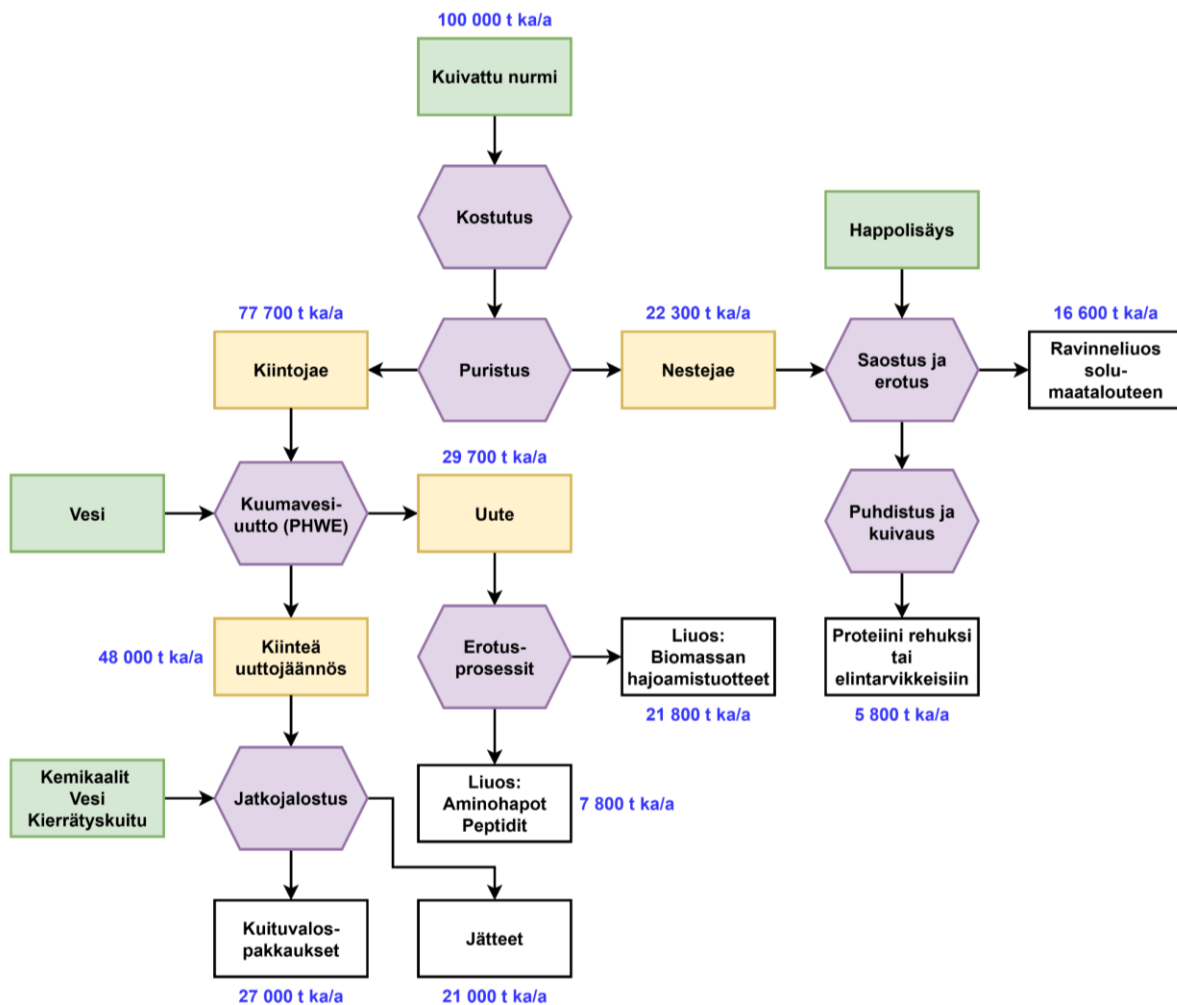 100 000 t ka/a
Kuivattu nurmi
Kostutus
Happolisäys
77 700 t ka/a
22 300 t ka/a
16 600 t ka/a
Kiintojae
Puristus
Nestejae
Saostus ja
erotus
Ravinneliuos
solu-
maatalouteen
29 700 t ka/a
Vesi
Kuumavesi-
uutto (PHWE)
Uute
Puhdistus ja
kuivaus
48 000 t ka/a
Kiinteä
uuttojäännös
Erotus-
prosessit
Liuos:
Biomassan
hajoamistuotteet
21 800 t ka/a
Proteiini rehuksi
tai
elintarvikkeisiin
5 800 t ka/a
Kemikaalit
Vesi
Kierrätyskuitu
Jatkojalostus
Liuos:
Aminohapot
Peptidit
7 800 t ka/a
Kuituvalos-
pakkaukset
27 000 t ka/a
Jätteet
21 000 t ka/a